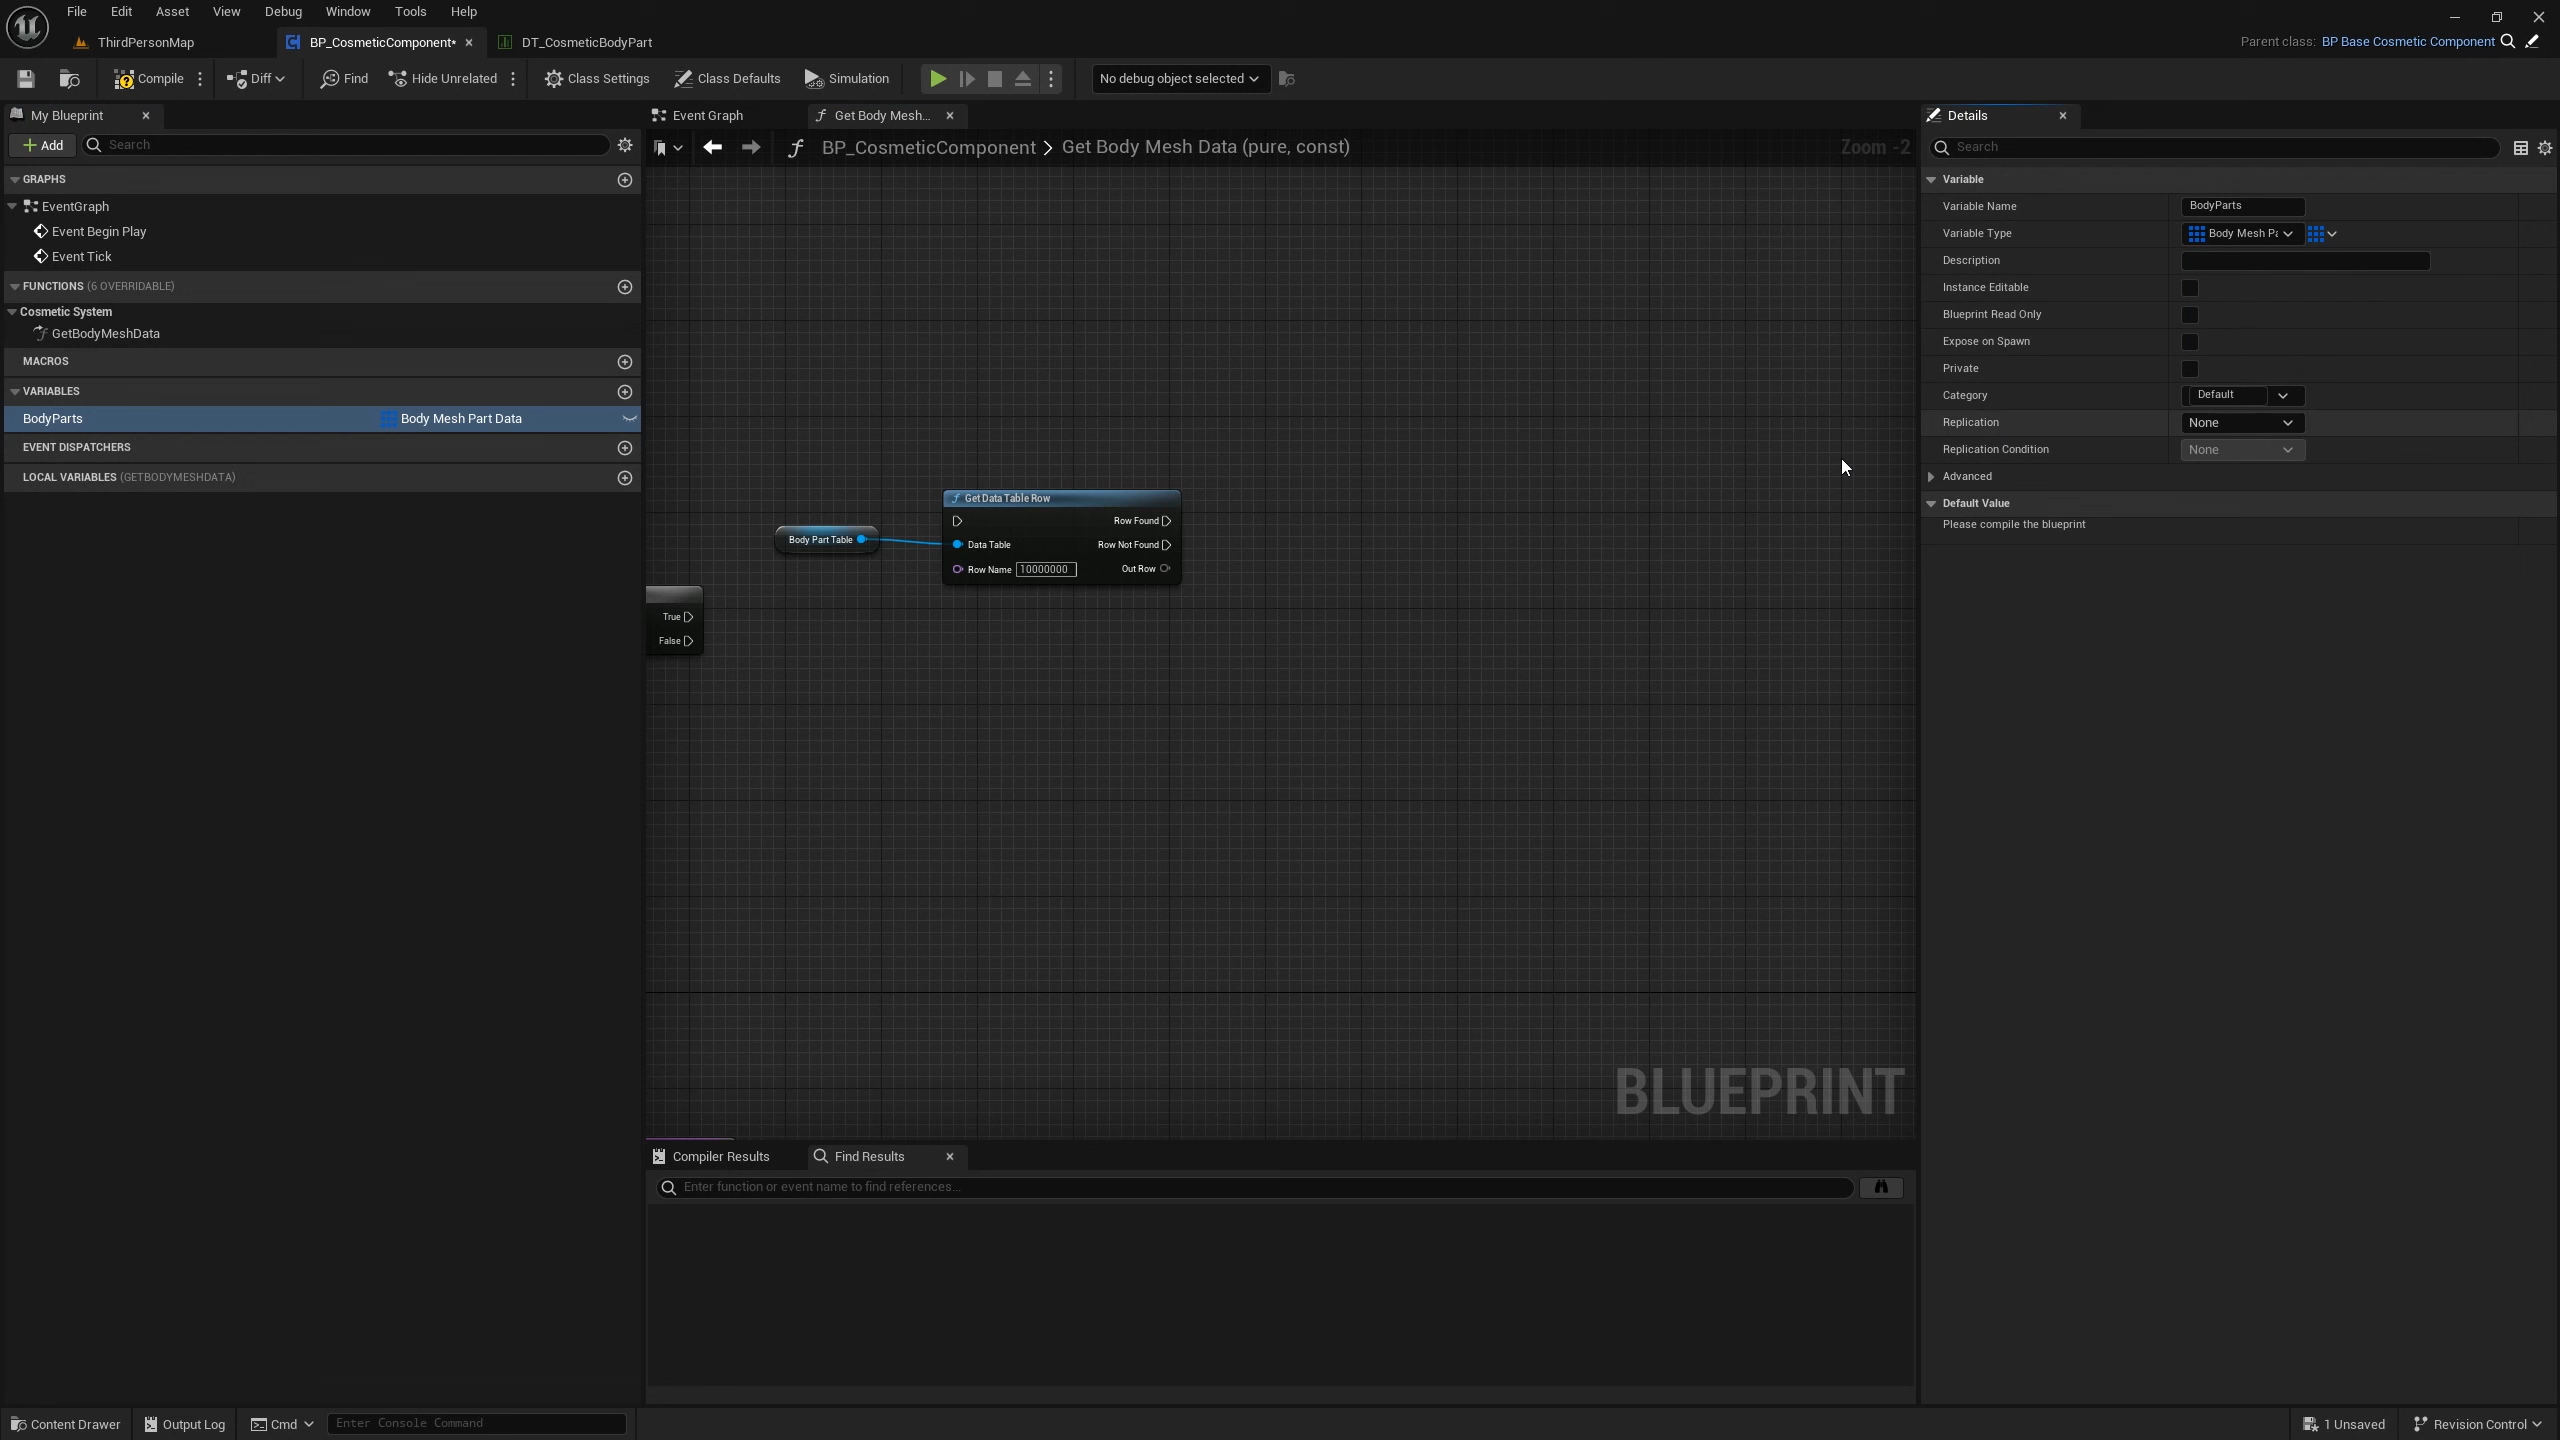 File Edit Asset View Debug Window Tools Help
ThirdPersonMap BP_CosmeticComponent* DT_CosmeticBodyPart
Parent class: BP Base Cosmetic Component
Compile Diff Find Hide Unrelated Class Settings Class Defaults Simulation No debug object selected
My Blueprint
Add Search
GRAPHS
EventGraph
Event Begin Play
Event Tick
FUNCTIONS (6 OVERRIDABLE)
Cosmetic System
GetBodyMeshData
MACROS
VARIABLES
BodyParts Body Mesh Part Data
EVENT DISPATCHERS
LOCAL VARIABLES (GETBODYMESHDATA)
Event Graph Get Body Mesh...
BP_CosmeticComponent > Get Body Mesh Data (pure, const) Zoom -2
Get Data Table Row
Row Found
Body Part Table
Data Table Row Not Found
Row Name 10000000 Out Row
True
False
BLUEPRINT
Compiler Results Find Results
Enter function or event name to find references...
Details
Search
Variable
Variable Name BodyParts
Variable Type Body Mesh Pa
Description
Instance Editable
Blueprint Read Only
Expose on Spawn
Private
Category Default
Replication None
Replication Condition None
Advanced
Default Value
Please compile the blueprint
Content Drawer Output Log Cmd Enter Console Command
1 Unsaved Revision Control